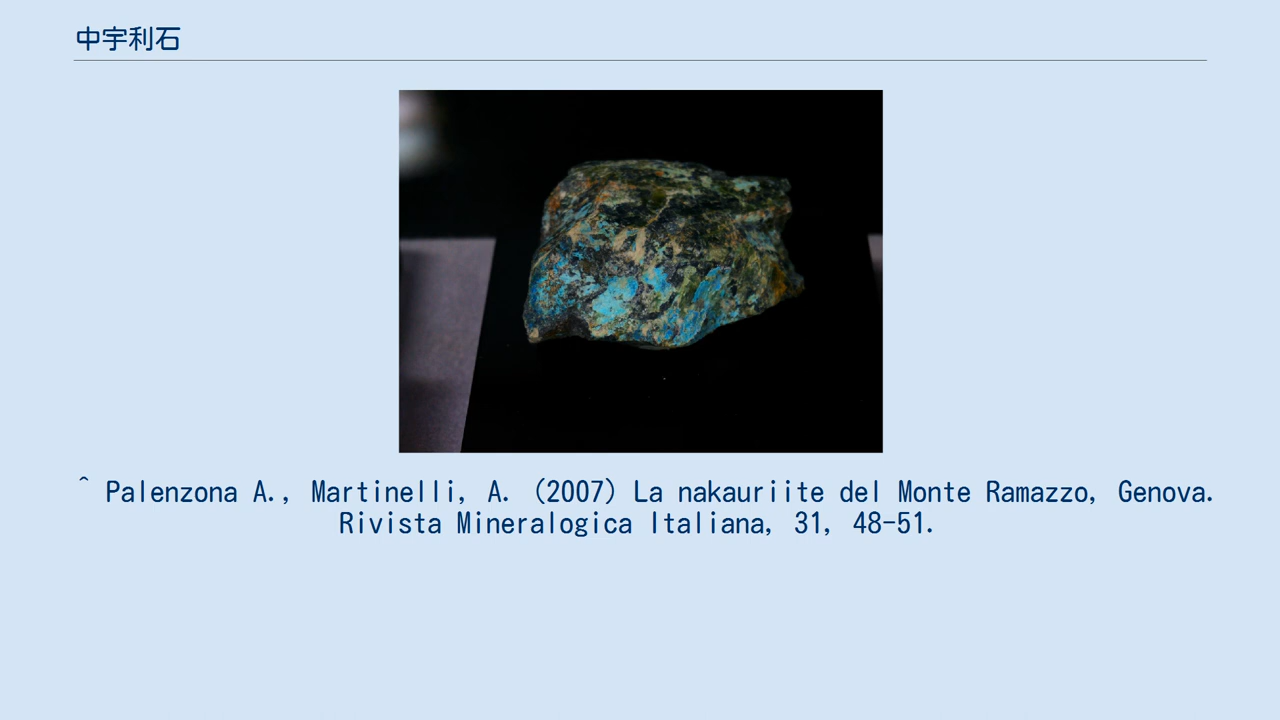 中宇利石
^ Palenzona A., Martinelli, A. (2007) La nakauriite del Monte Ramazzo, Genova.
Rivista Mineralogica Italiana, 31, 48-51.